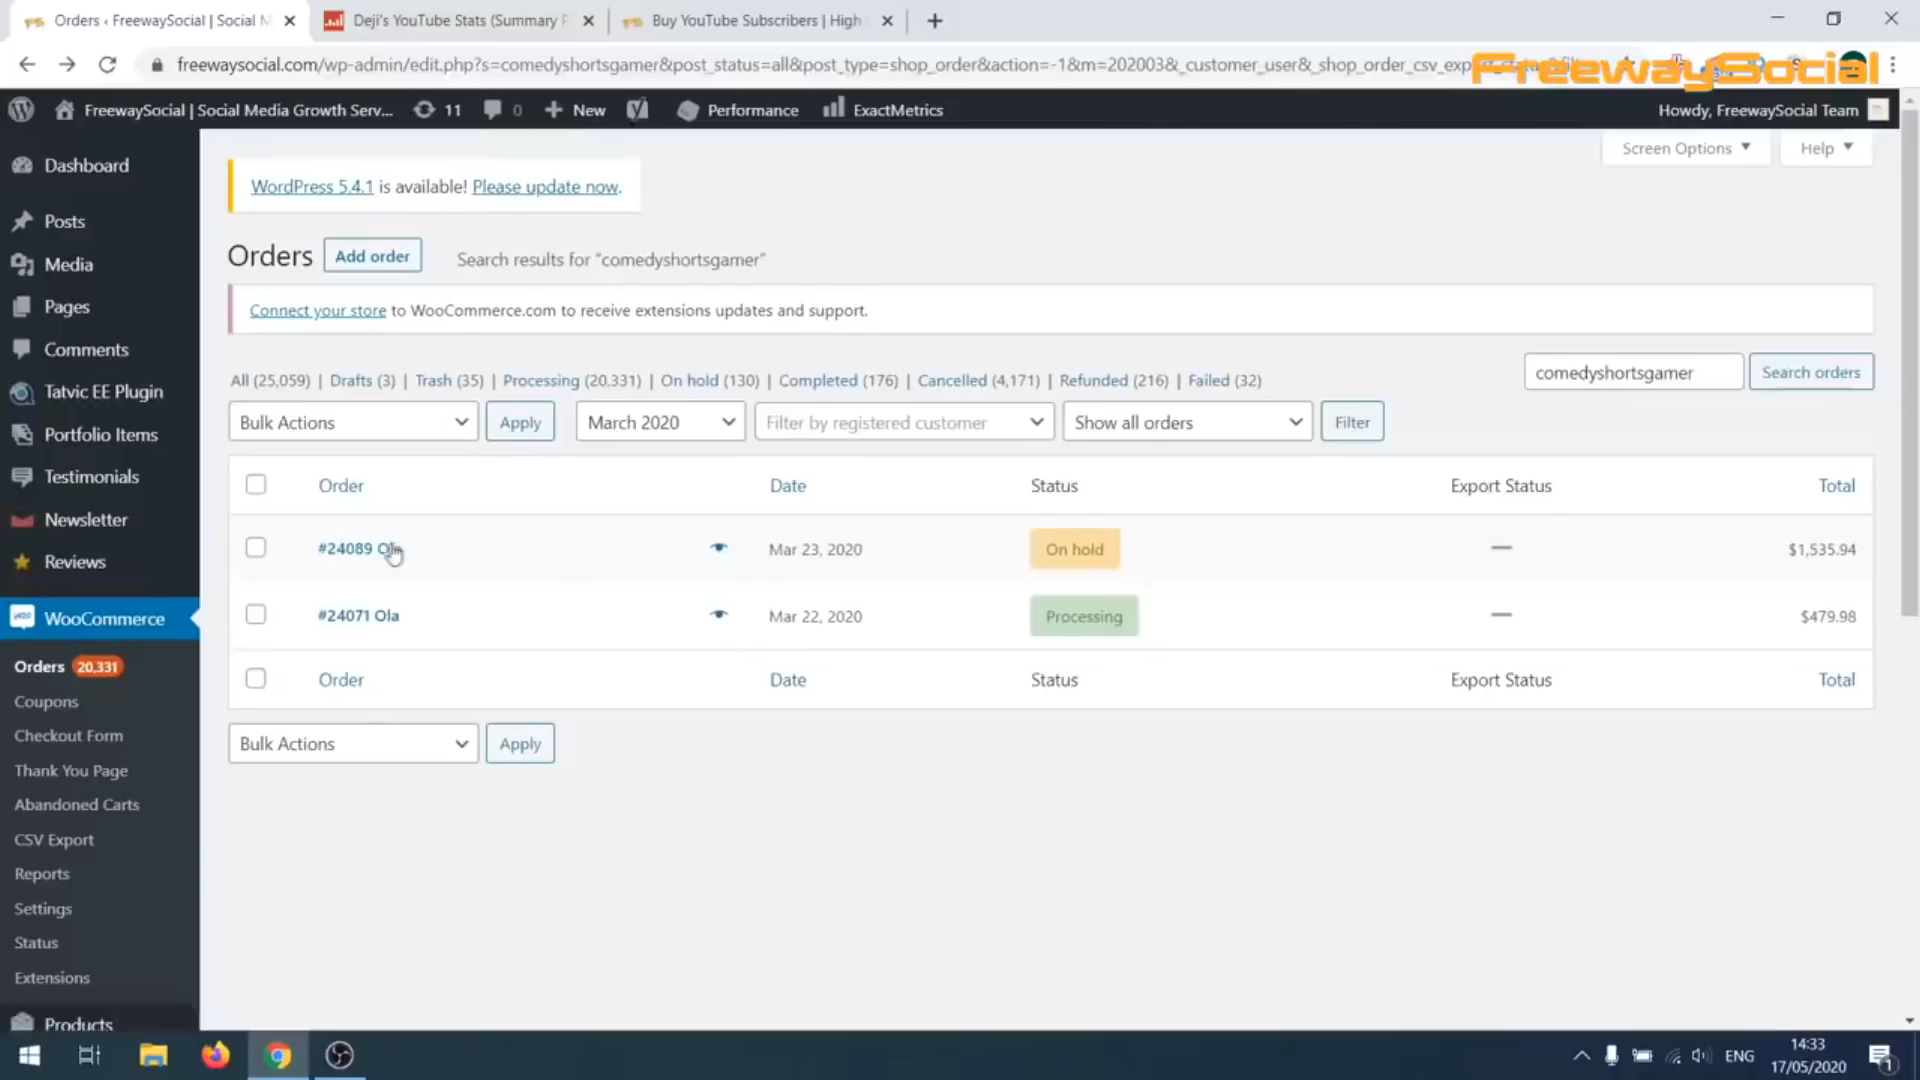 Orders ‹ FreewaySocial | Social M
Deji's YouTube Stats (Summary P
Buy YouTube Subscribers | High
freewaysocial.com/wp-admin/edit.php?s=comedyshortsgamer&post_status=all&post_type=shop_order&action=-1&m=202003&_customer_user&_shop_order_csv_exp
FreewaySocial
FreewaySocial | Social Media Growth Serv...
11
0
New
Performance
ExactMetrics
Howdy, FreewaySocial Team
Screen Options
Help
Dashboard
Posts
Media
Pages
Comments
Tatvic EE Plugin
Portfolio Items
Testimonials
Newsletter
Reviews
WooCommerce
Orders 20,331
Coupons
Checkout Form
Thank You Page
Abandoned Carts
CSV Export
Reports
Settings
Status
Extensions
Products
WordPress 5.4.1 is available! Please update now.
Orders Add order Search results for “comedyshortsgamer”
Connect your store to WooCommerce.com to receive extensions updates and support.
All (25,059) | Drafts (3) | Trash (35) | Processing (20,331) | On hold (130) | Completed (176) | Cancelled (4,171) | Refunded (216) | Failed (32)
comedyshortsgamer Search orders
Bulk Actions Apply March 2020 Filter by registered customer Show all orders Filter
Order Date Status Export Status Total
#24089 Mar 23, 2020 On hold — $1,535.94
#24071 Ola Mar 22, 2020 Processing — $479.98
Order Date Status Export Status Total
Bulk Actions Apply
ENG
14:33
17/05/2020
1